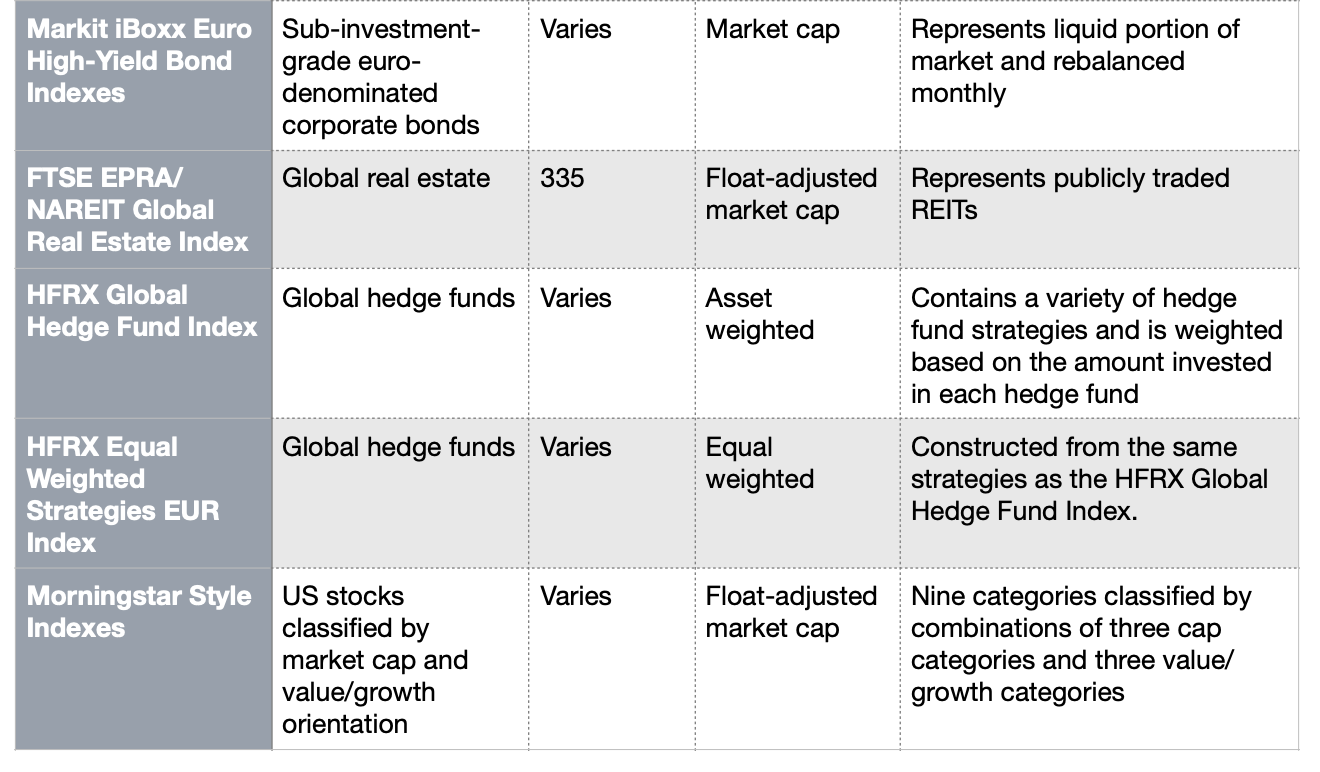 Markit iBoxx Euro
High-Yield Bond
Indexes
Sub-investment-
grade euro-
denominated
corporate bonds
Varies
Market cap
Represents liquid portion of
market and rebalanced
monthly
FTSE EPRA/
NAREIT Global
Real Estate Index
Global real estate
335
Float-adjusted
market cap
Represents publicly traded
REITs
HFRX Global
Hedge Fund Index
Global hedge funds
Varies
Asset
weighted
Contains a variety of hedge
fund strategies and is weighted
based on the amount invested
in each hedge fund
HFRX Equal
Weighted
Strategies EUR
Index
Global hedge funds
Varies
Equal
weighted
Constructed from the same
strategies as the HFRX Global
Hedge Fund Index.
Morningstar Style
Indexes
US stocks
classified by
market cap and
value/growth
orientation
Varies
Float-adjusted
market cap
Nine categories classified by
combinations of three cap
categories and three value/
growth categories